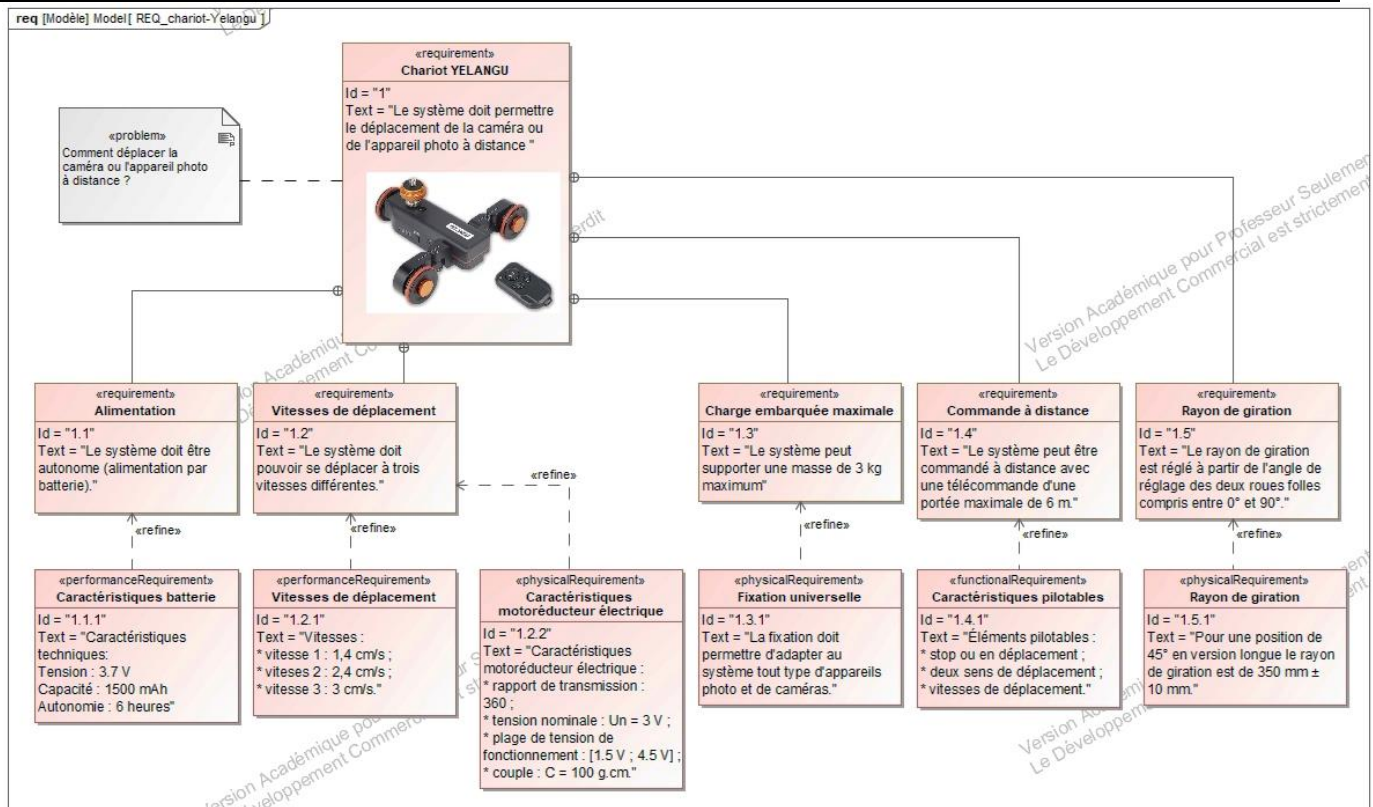 req [Modèle] Model [ REQ_chariot-Yelangu ]
«requirement»
Chariot YELANGU
Id = "1"
Text = "Le système doit permettre
le déplacement de la caméra ou
de l'appareil photo à distance "
«problem»
Comment déplacer la
caméra ou l'appareil photo
à distance ?
«requirement»
Alimentation
Id = "1.1"
Text = "Le système doit être
autonome (alimentation par
batterie)."
«requirement»
Vitesses de déplacement
Id = "1.2"
Text = "Le système doit
pouvoir se déplacer à trois
vitesses différentes."
«requirement»
Charge embarquée maximale
Id = "1.3"
Text = "Le système peut
supporter une masse de 3 kg
maximum"
«requirement»
Commande à distance
Id = "1.4"
Text = "Le système peut être
commandé à distance avec
une télécommande d'une
portée maximale de 6 m."
«requirement»
Rayon de giration
Id = "1.5"
Text = "Le rayon de giration
est réglé à partir de l'angle de
réglage des deux roues folles
compris entre 0° et 90°."
«refine»
«refine»
«refine»
«refine»
«refine»
«refine»
«performanceRequirement»
Caractéristiques batterie
Id = "1.1.1"
Text = "Caractéristiques
techniques:
Tension : 3.7 V
Capacité : 1500 mAh
Autonomie : 6 heures"
«performanceRequirement»
Vitesses de déplacement
Id = "1.2.1"
Text = "Vitesses :
* vitesse 1 : 1,4 cm/s ;
* vitesses 2 : 2,4 cm/s ;
* vitesse 3 : 3 cm/s."
«physicalRequirement»
Caractéristiques
motoréducteur électrique
Id = "1.2.2"
Text = "Caractéristiques
motoréducteur électrique :
* rapport de transmission :
360 ;
* tension nominale : Un = 3 V ;
* plage de tension de
fonctionnement : [1.5 V ; 4.5 V] ;
* couple : C = 100 g.cm."
«physicalRequirement»
Fixation universelle
Id = "1.3.1"
Text = "La fixation doit
permettre d'adapter au
système tout type d'appareils
photo et de caméras."
«functionalRequirement»
Caractéristiques pilotables
Id = "1.4.1"
Text = "Éléments pilotables :
* stop ou en déplacement ;
* deux sens de déplacement ;
* vitesses de déplacement."
«physicalRequirement»
Rayon de giration
Id = "1.5.1"
Text = "Pour une position de
45° en version longue le rayon
de giration est de 350 mm ±
10 mm."
Version Académique pour Professeur Seulement
Le Développement Commercial est strictement